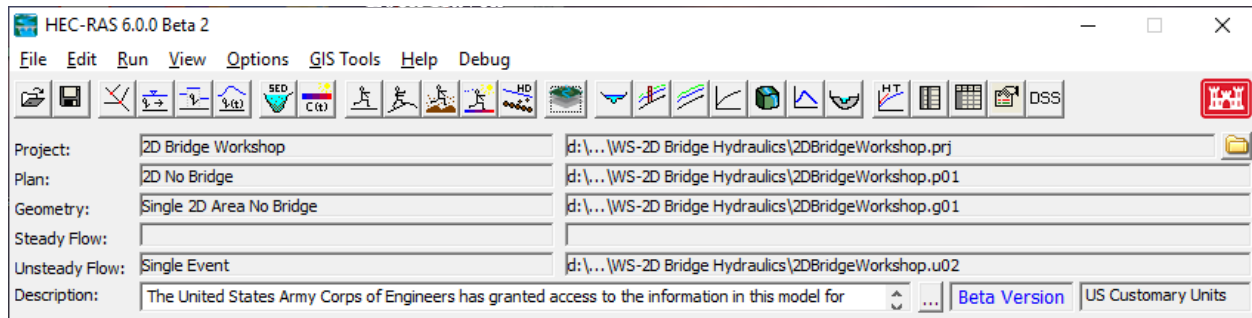 HEC-RAS 6.0.0 Beta 2
File Edit Run View Options GIS Tools Help Debug
SED C(t) HD HT DSS
Project: 2D Bridge Workshop d:\...\WS-2D Bridge Hydraulics\2DBridgeWorkshop.prj
Plan: 2D No Bridge d:\...\WS-2D Bridge Hydraulics\2DBridgeWorkshop.p01
Geometry: Single 2D Area No Bridge d:\...\WS-2D Bridge Hydraulics\2DBridgeWorkshop.g01
Steady Flow:
Unsteady Flow: Single Event d:\...\WS-2D Bridge Hydraulics\2DBridgeWorkshop.u02
Description: The United States Army Corps of Engineers has granted access to the information in this model for ... Beta Version US Customary Units